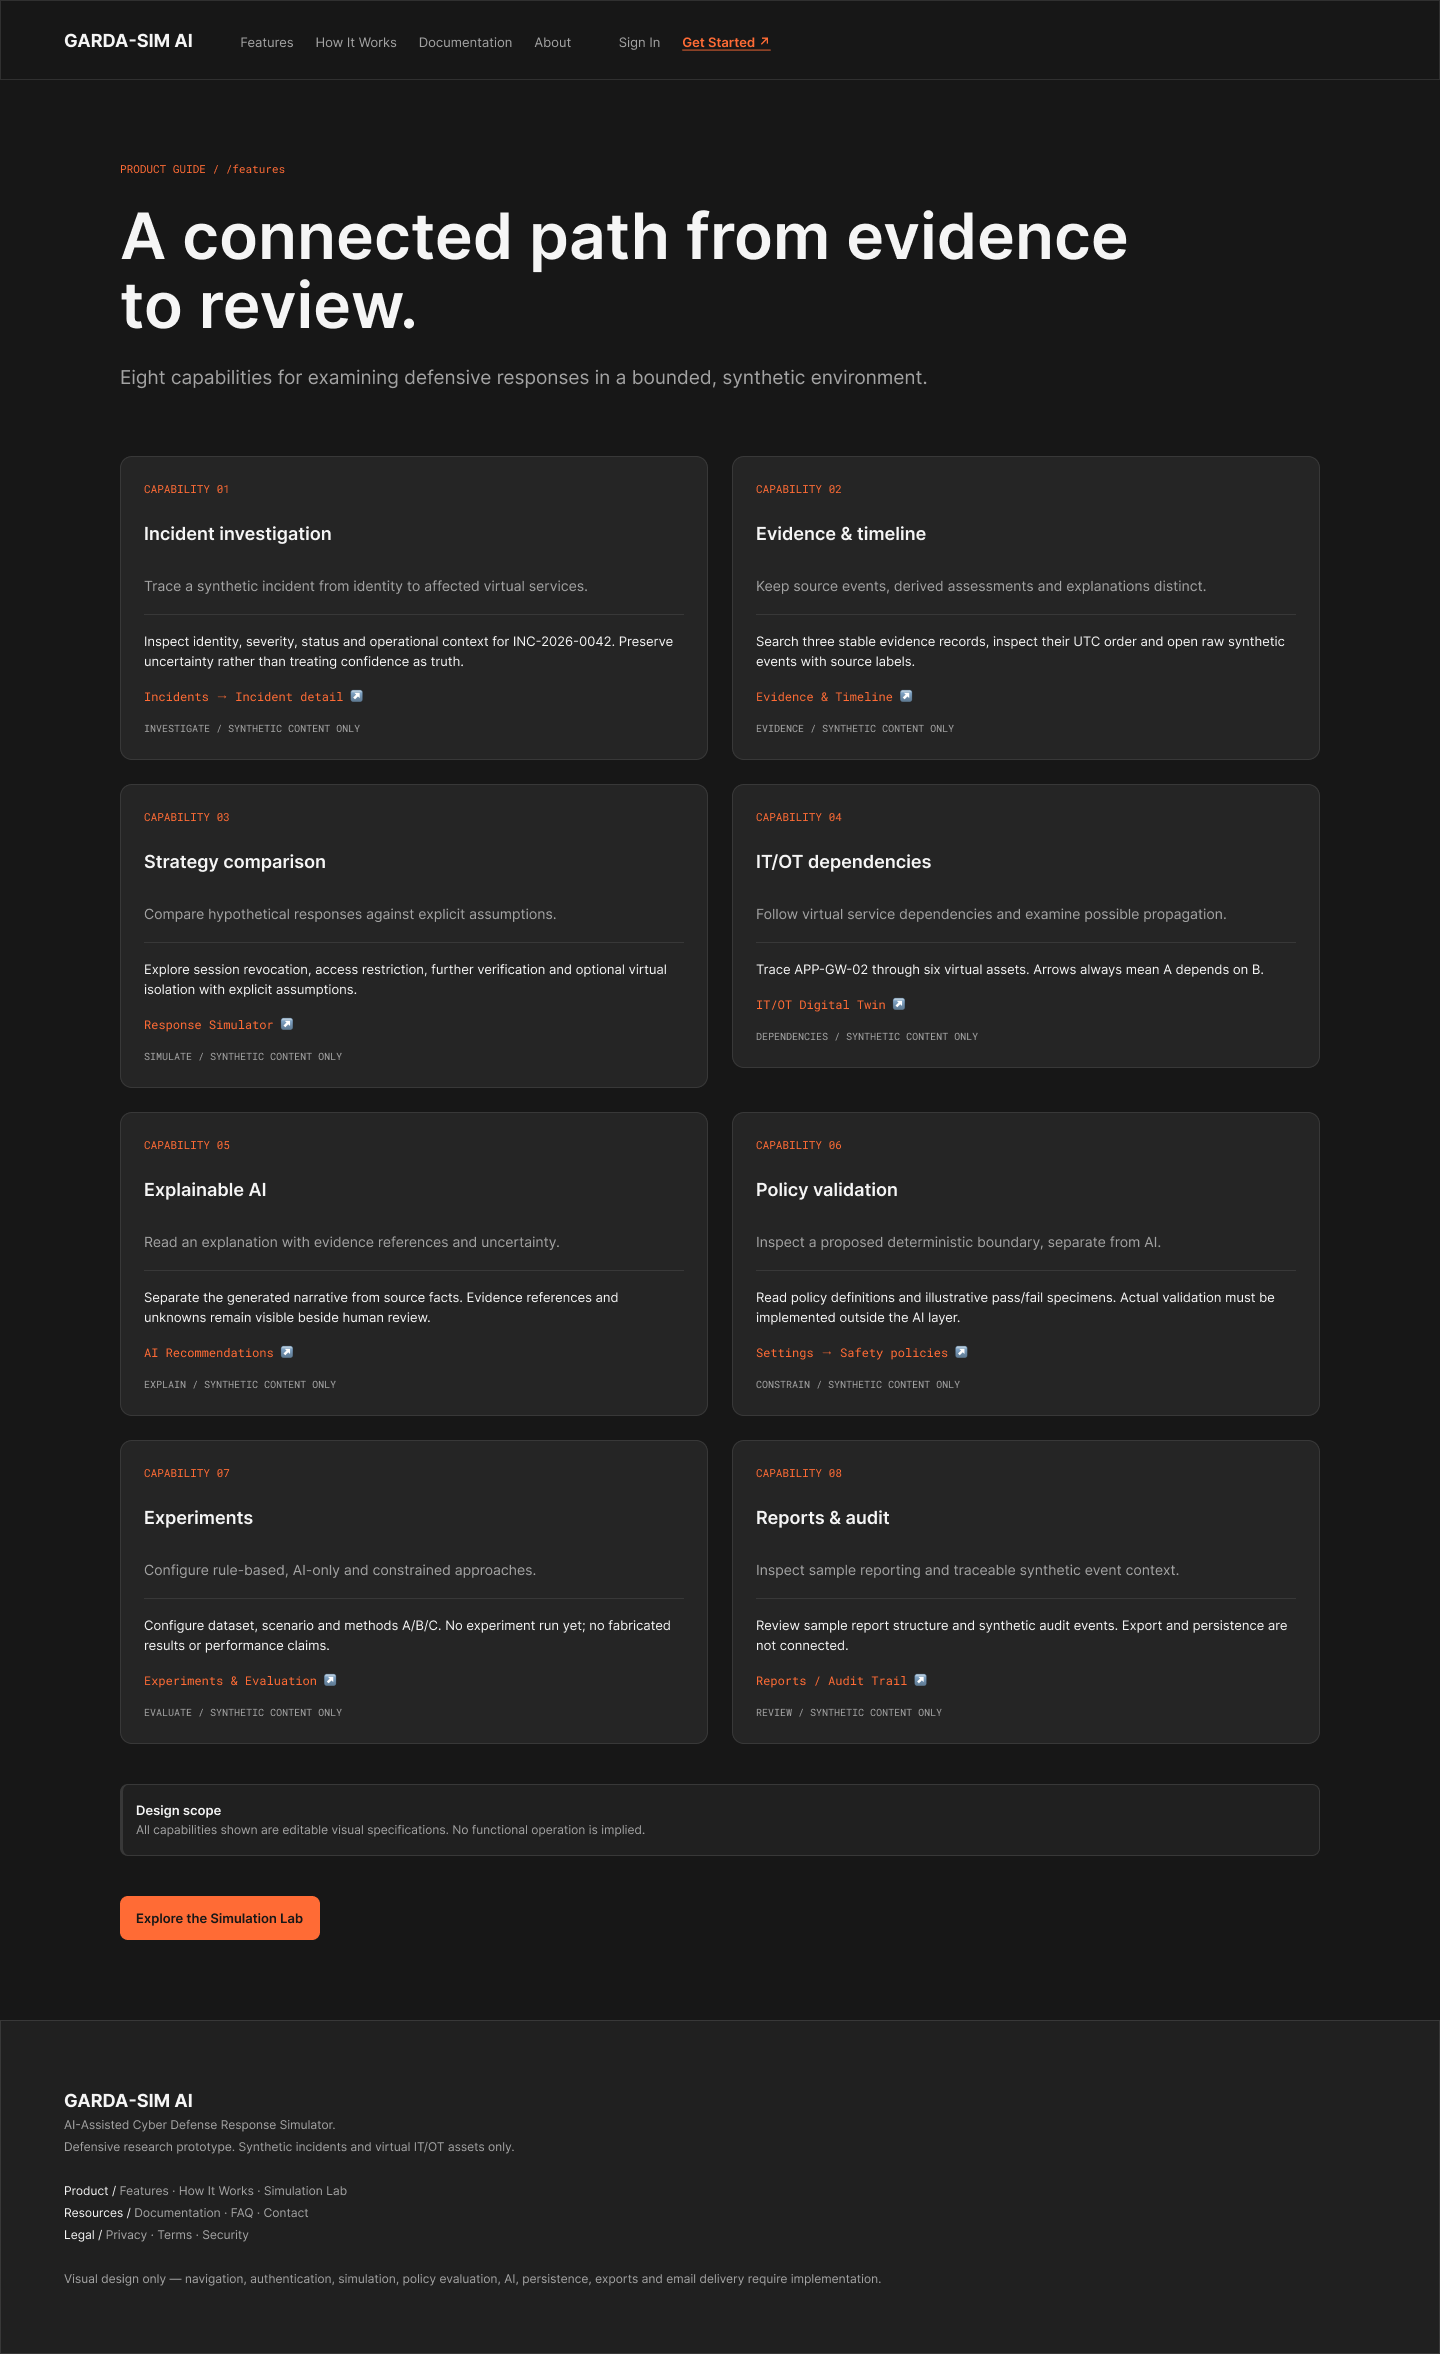 GARDA-SIM AI
Features
How It Works
Documentation
About
Sign In
Get Started ↗
PRODUCT GUIDE / /features
A connected path from evidence
to review.
Eight capabilities for examining defensive responses in a bounded, synthetic environment.
CAPABILITY 01
Incident investigation
Trace a synthetic incident from identity to affected virtual services.
Inspect identity, severity, status and operational context for INC-2026-0042. Preserve
uncertainty rather than treating confidence as truth.
Incidents → Incident detail ↗
INVESTIGATE / SYNTHETIC CONTENT ONLY
CAPABILITY 02
Evidence & timeline
Keep source events, derived assessments and explanations distinct.
Search three stable evidence records, inspect their UTC order and open raw synthetic
events with source labels.
Evidence & Timeline ↗
EVIDENCE / SYNTHETIC CONTENT ONLY
CAPABILITY 03
Strategy comparison
Compare hypothetical responses against explicit assumptions.
Explore session revocation, access restriction, further verification and optional virtual
isolation with explicit assumptions.
Response Simulator ↗
SIMULATE / SYNTHETIC CONTENT ONLY
CAPABILITY 04
IT/OT dependencies
Follow virtual service dependencies and examine possible propagation.
Trace APP-GW-02 through six virtual assets. Arrows always mean A depends on B.
IT/OT Digital Twin ↗
DEPENDENCIES / SYNTHETIC CONTENT ONLY
CAPABILITY 05
Explainable AI
Read an explanation with evidence references and uncertainty.
Separate the generated narrative from source facts. Evidence references and
unknowns remain visible beside human review.
AI Recommendations ↗
EXPLAIN / SYNTHETIC CONTENT ONLY
CAPABILITY 06
Policy validation
Inspect a proposed deterministic boundary, separate from AI.
Read policy definitions and illustrative pass/fail specimens. Actual validation must be
implemented outside the AI layer.
Settings → Safety policies ↗
CONSTRAIN / SYNTHETIC CONTENT ONLY
CAPABILITY 07
Experiments
Configure rule-based, AI-only and constrained approaches.
Configure dataset, scenario and methods A/B/C. No experiment run yet; no fabricated
results or performance claims.
Experiments & Evaluation ↗
EVALUATE / SYNTHETIC CONTENT ONLY
CAPABILITY 08
Reports & audit
Inspect sample reporting and traceable synthetic event context.
Review sample report structure and synthetic audit events. Export and persistence are
not connected.
Reports / Audit Trail ↗
REVIEW / SYNTHETIC CONTENT ONLY
Design scope
All capabilities shown are editable visual specifications. No functional operation is implied.
Explore the Simulation Lab
GARDA-SIM AI
AI-Assisted Cyber Defense Response Simulator.
Defensive research prototype. Synthetic incidents and virtual IT/OT assets only.
Product / Features · How It Works · Simulation Lab
Resources / Documentation · FAQ · Contact
Legal / Privacy · Terms · Security
Visual design only — navigation, authentication, simulation, policy evaluation, AI, persistence, exports and email delivery require implementation.